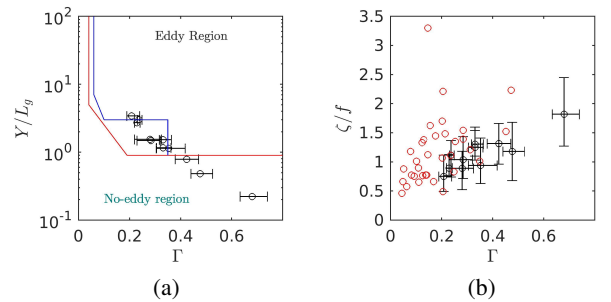 10²
10¹
10⁰
10⁻¹
Y/L_g
Eddy Region
No-eddy region
0 0.2 0.4 0.6
Γ
(a)
3.5
3
2.5
2
1.5
1
0.5
0
ζ/f
0 0.2 0.4 0.6
Γ
(b)